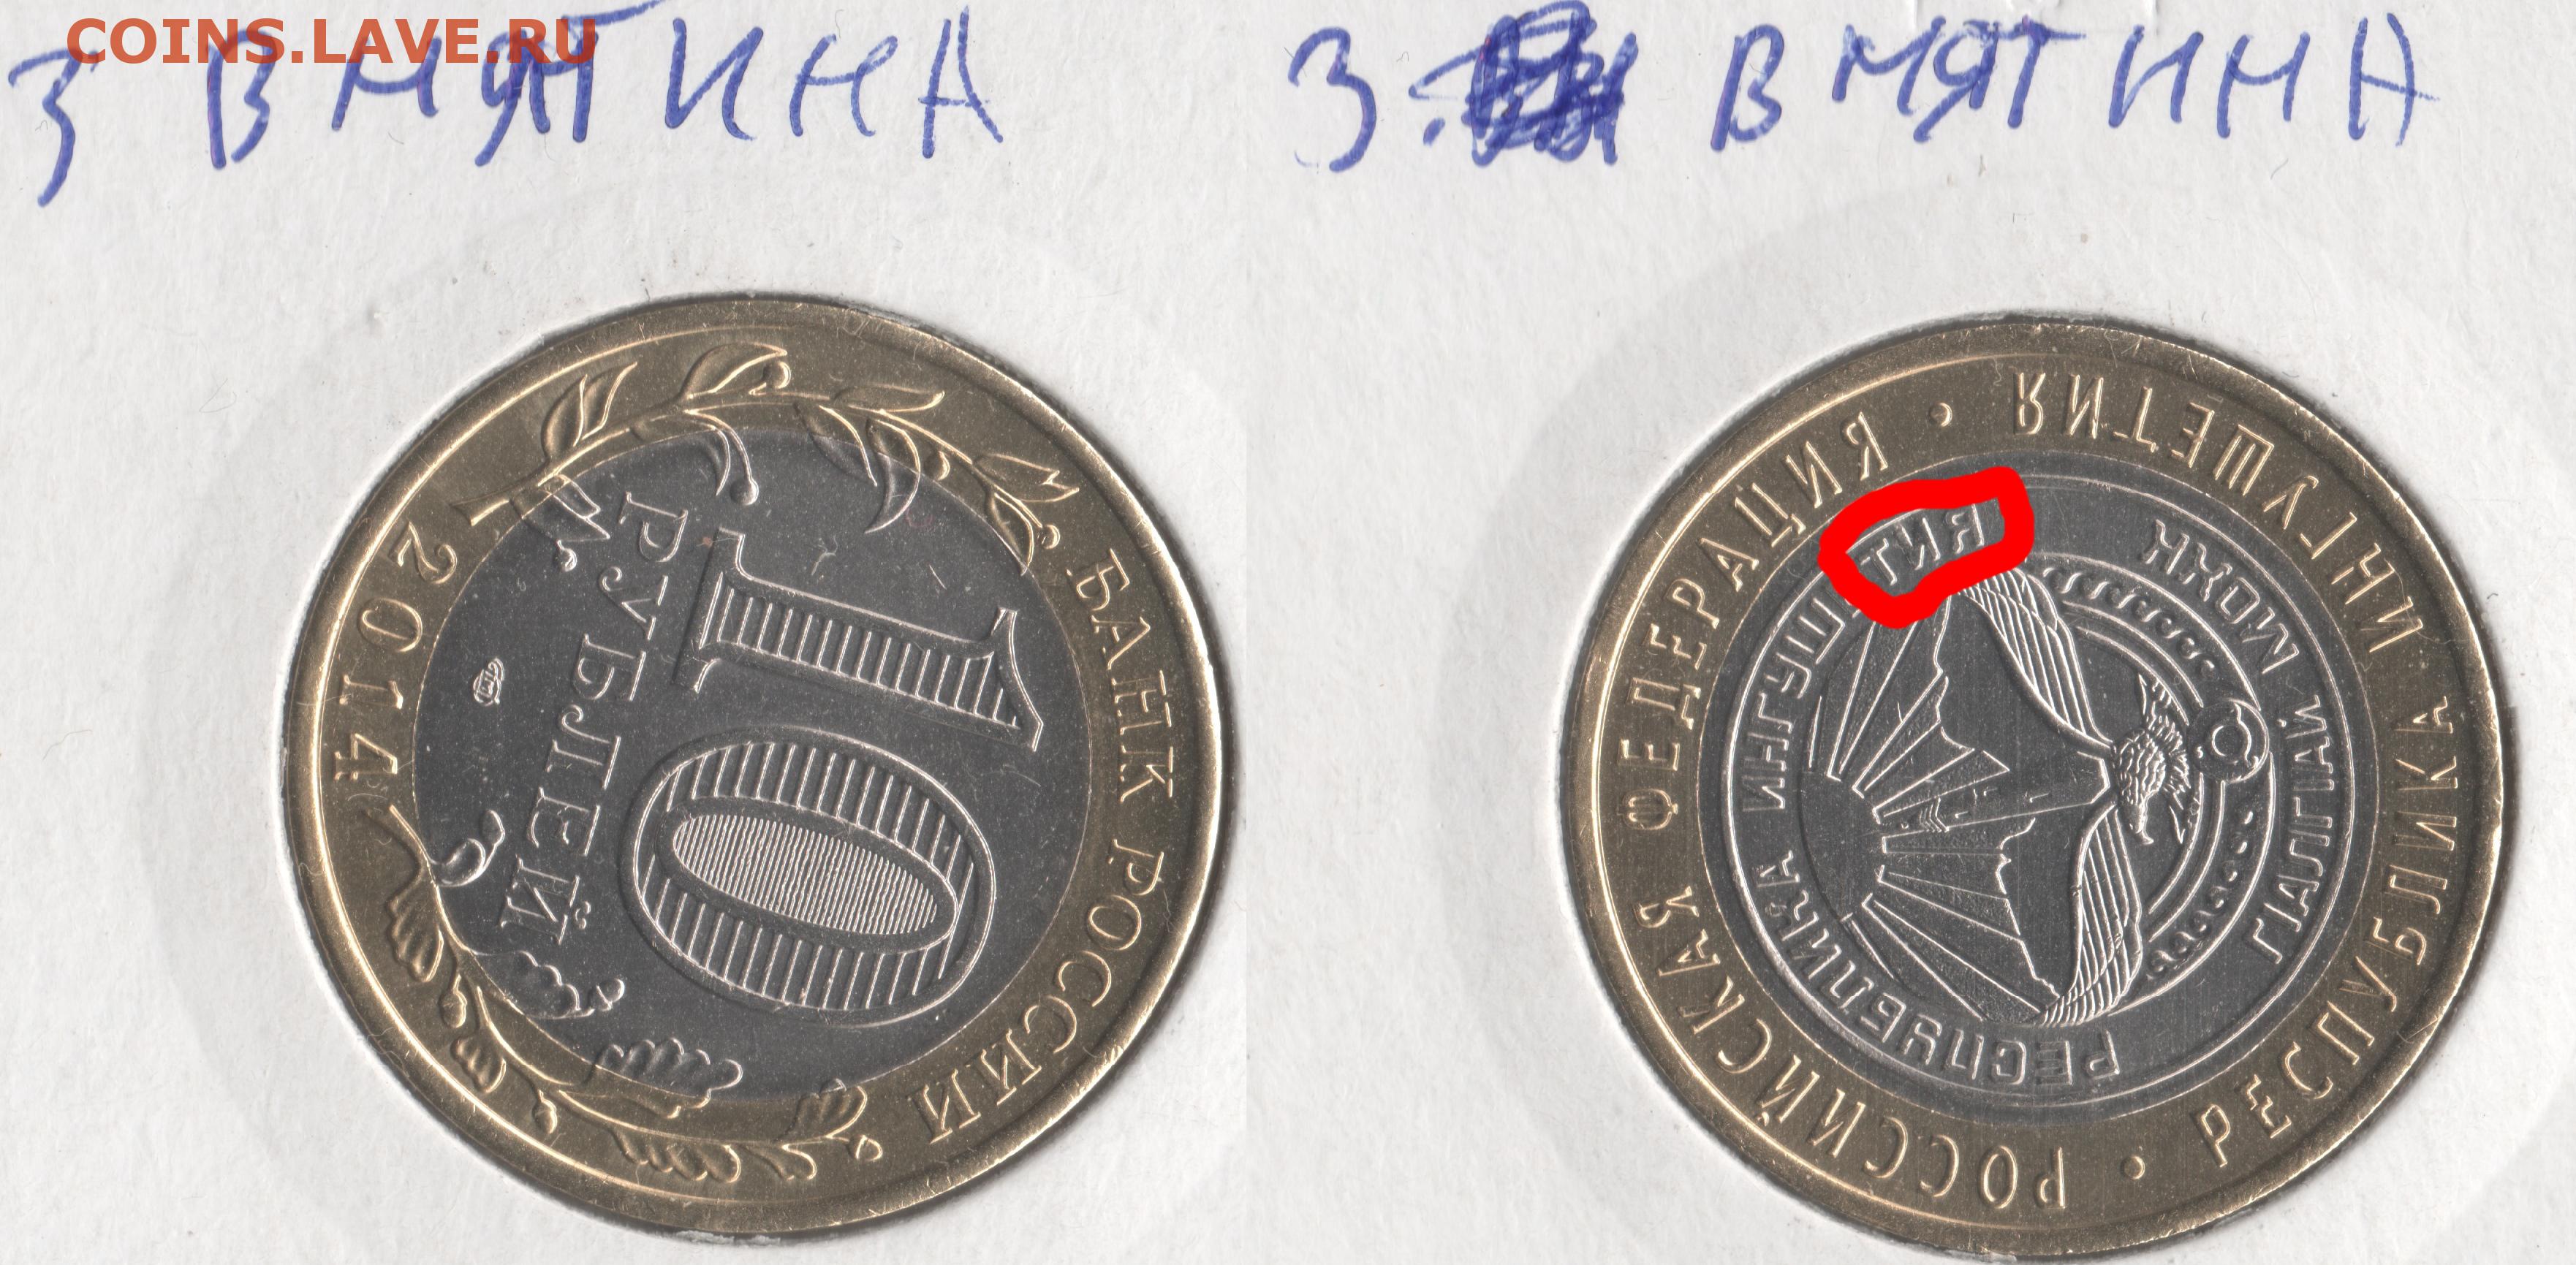 COINS.LAVE.RU
3 ВМЯТИНА
3. ВМЯТИНА
БАНК РОССИИ
10
РУБЛЕЙ
2014
РОССИЙСКАЯ ФЕДЕРАЦИЯ • РЕСПУБЛИКА ИНГУШЕТИЯ •
РЕСПУБЛИКА ИНГУШЕТИЯ
ГІАЛГІАЙ МОХК